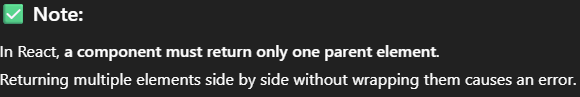 ✅ Note:
In React, a component must return only one parent element.
Returning multiple elements side by side without wrapping them causes an error.